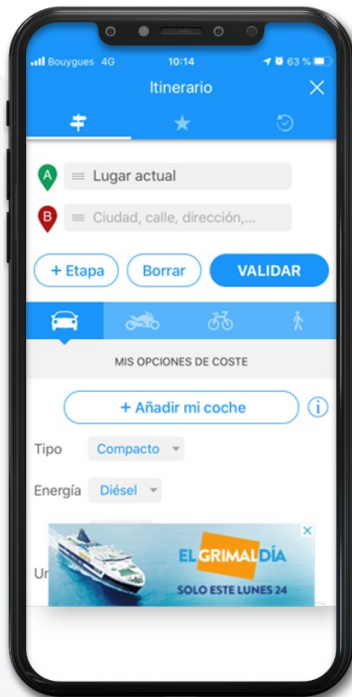 Bouygues 4G 10:14 63 %
Itinerario
A Lugar actual
B Ciudad, calle, dirección,...
+ Etapa Borrar VALIDAR
MIS OPCIONES DE COSTE
+ Añadir mi coche i
Tipo Compacto
Energía Diésel
EL GRIMALDÍA
SOLO ESTE LUNES 24
Ur